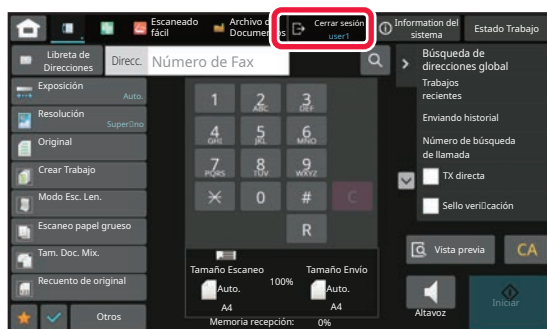 Escaneado
fácil
Archivo de
Documentos
Cerrar sesión
user1
Information del
sistema
Estado Trabajo
Libreta de
Direcciones
Direcc.
Número de Fax
Exposición
Auto.
Resolución
Super▯no
Original
Crear Trabajo
Modo Esc. Len.
Escaneo papel
grueso
Tam. Doc. Mix.
Recuento de
original
Otros
1
2
ABC
3
DEF
4
GHI
5
JKL
6
MNO
7
PQRS
8
TUV
9
WXYZ
0
#
C
R
Tamaño Escaneo
Auto.
A4
100%
Tamaño Envío
Auto.
A4
Memoria recepción: 0%
Búsqueda de
direcciones global
Trabajos
recientes
Enviando historial
Número de búsqueda
de llamada
TX directa
Sello veri▯cación
Vista previa
CA
Altavoz
Iniciar